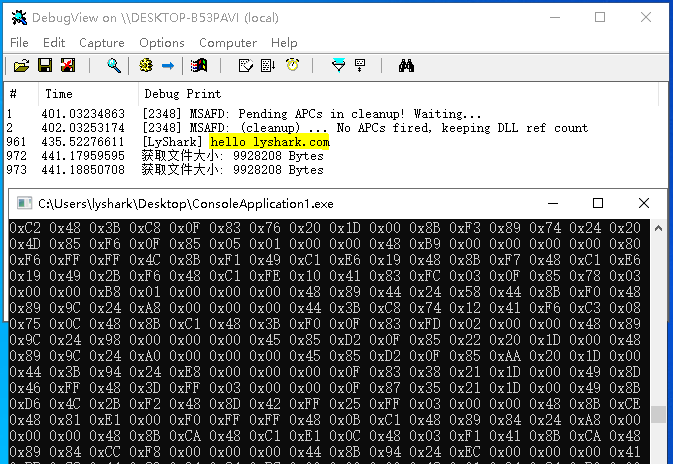 DebugView on \\DESKTOP-B53PAVI (local)
File Edit Capture Options Computer Help
# Time Debug Print
1 401.03234863 [2348] MSAFD: Pending APCs in cleanup! Waiting...
2 402.03253174 [2348] MSAFD: (cleanup) ... No APCs fired, keeping DLL ref count
961 435.52276611 [LyShark] hello lyshark.com
942 441.17959595 获取文件大小: 9928208 Bytes
973 441.18850708 获取文件大小: 9928208 Bytes
C:\Users\lyshark\Desktop\ConsoleApplication1.exe
0xC2 0x48 0x3B 0xC8 0x0F 0x83 0x76 0x20 0x1D 0x00 0x8B 0xF3 0x89 0x74 0x24 0x20
0x4D 0x85 0xF6 0x0F 0x85 0x05 0x01 0x00 0x00 0x48 0xB9 0x00 0x00 0x00 0x00 0x80
0xF6 0xFF 0xFF 0x4C 0x8B 0xF1 0x49 0xC1 0xE6 0x19 0x48 0x8B 0xF7 0x48 0xC1 0xE6
0x19 0x49 0x2B 0xF6 0x48 0xC1 0xFE 0x10 0x41 0x83 0xFC 0x03 0x0F 0x85 0x78 0x03
0x00 0x00 0xB8 0x01 0x00 0x00 0x00 0x48 0x89 0x44 0x24 0x58 0x44 0x8B 0xF0 0x48
0x89 0x9C 0x24 0xA8 0x00 0x00 0x00 0x44 0x3B 0xC8 0x74 0x12 0x41 0xF6 0xC3 0x08
0x75 0x0C 0x48 0x8B 0xC1 0x48 0x3B 0xF0 0x0F 0x83 0xFD 0x02 0x00 0x00 0x48 0x89
0x9C 0x24 0x98 0x00 0x00 0x00 0x45 0x85 0xD2 0x0F 0x85 0x22 0x20 0x1D 0x00 0x48
0x89 0x9C 0x24 0xA0 0x00 0x00 0x00 0x45 0x85 0xD2 0x0F 0x85 0xAA 0x20 0x1D 0x00
0x44 0x3B 0x94 0x24 0xE8 0x00 0x00 0x00 0x0F 0x83 0x38 0x21 0x1D 0x00 0x49 0x8D
0x46 0xFF 0x48 0x3D 0xFF 0x03 0x00 0x00 0x0F 0x87 0x35 0x21 0x1D 0x00 0x49 0x8B
0xD6 0x4C 0x2B 0xF2 0x48 0x8D 0x42 0xFF 0x25 0xFF 0x03 0x00 0x00 0x48 0x8B 0xCE
0x48 0x81 0xE1 0x00 0xF0 0xFF 0xFF 0x48 0x0B 0xC1 0x48 0x89 0x84 0x24 0xA8 0x00
0x00 0x00 0x48 0x8B 0xCA 0x48 0xC1 0xE1 0x0C 0x48 0x03 0xF1 0x41 0x8B 0xCA 0x48
0x89 0x84 0xCC 0xF8 0x00 0x00 0x00 0x44 0x8B 0x94 0x24 0xEC 0x00 0x00 0x00 0x41